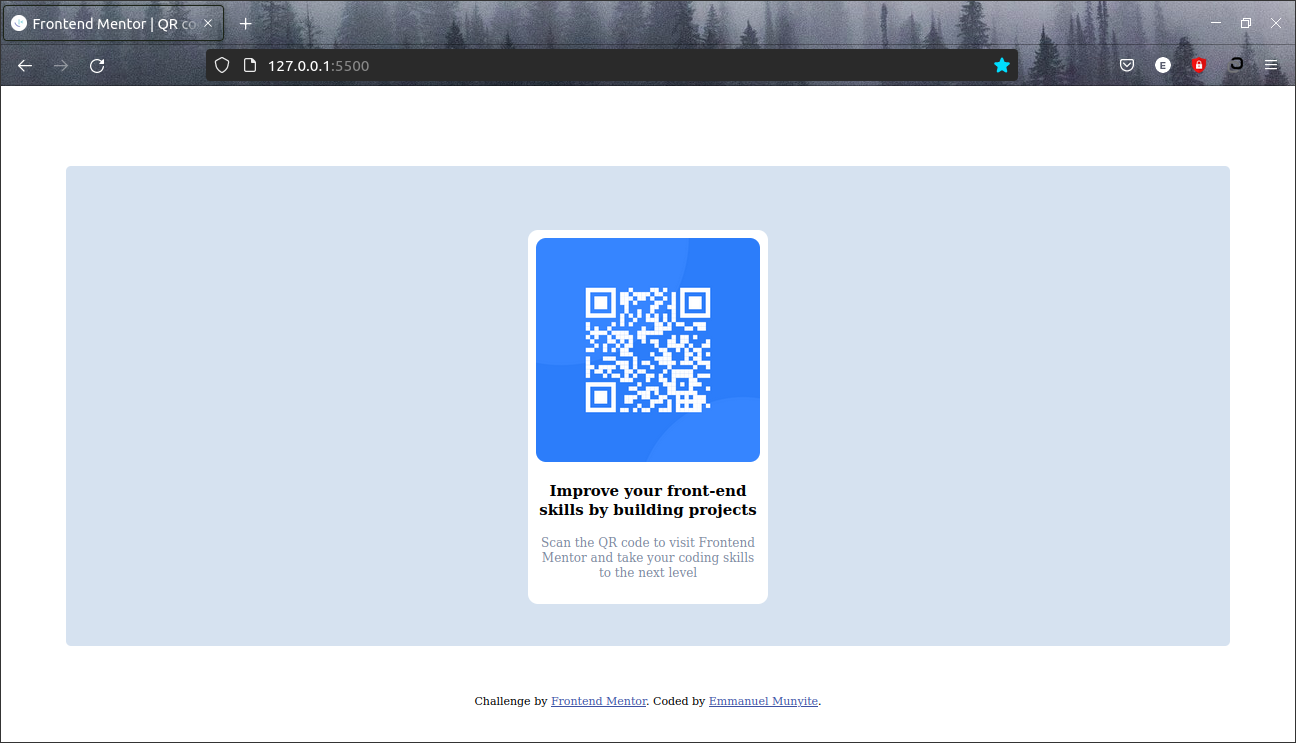 Frontend Mentor | QR co
127.0.0.1:5500
E
Improve your front-end
skills by building projects
Scan the QR code to visit Frontend
Mentor and take your coding skills
to the next level
Challenge by Frontend Mentor. Coded by Emmanuel Munyite.